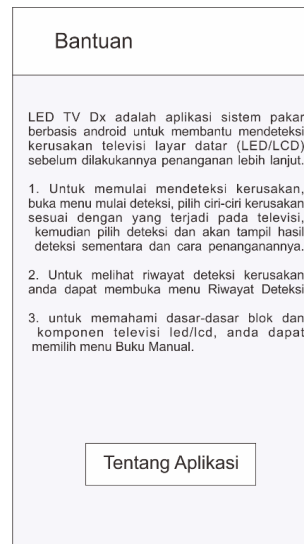 Bantuan
LED TV Dx adalah aplikasi sistem pakar
berbasis android untuk membantu mendeteksi
kerusakan televisi layar datar (LED/LCD)
sebelum dilakukannya penanganan lebih lanjut.
1. Untuk memulai mendeteksi kerusakan,
buka menu mulai deteksi, pilih ciri-ciri kerusakan
sesuai dengan yang terjadi pada televisi,
kemudian pilih deteksi dan akan tampil hasil
deteksi sementara dan cara penanganannya.
2. Untuk melihat riwayat deteksi kerusakan
anda dapat membuka menu Riwayat Deteksi
3. untuk memahami dasar-dasar blok dan
komponen televisi led/lcd, anda dapat
memilih menu Buku Manual.
Tentang Aplikasi